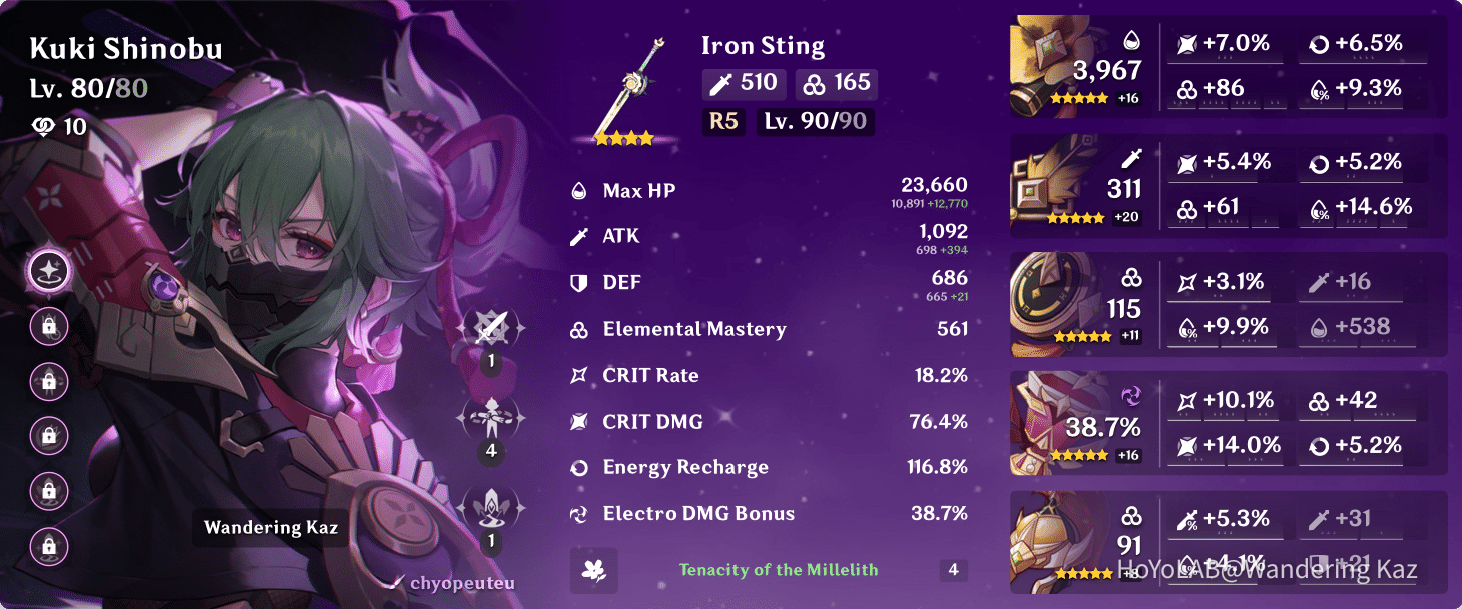 Kuki Shinobu
Lv. 80/80
10
Wandering Kaz
1
4
1
chyopeuteu
Iron Sting
510 165
R5 Lv. 90/90
Max HP 23,660
10,891 +12,770
ATK 1,092
698 +394
DEF 686
665 +21
Elemental Mastery 561
CRIT Rate 18.2%
CRIT DMG 76.4%
Energy Recharge 116.8%
Electro DMG Bonus 38.7%
Tenacity of the Millelith 4
3,967
+16
+7.0% +6.5%
+86 +9.3%
311
+20
+5.4% +5.2%
+61 +14.6%
115
+11
+3.1% +16
+9.9% +538
38.7%
+16
+10.1% +42
+14.0% +5.2%
91
+5.3% +31
+4.1% +21
HoYoLAB@Wandering Kaz